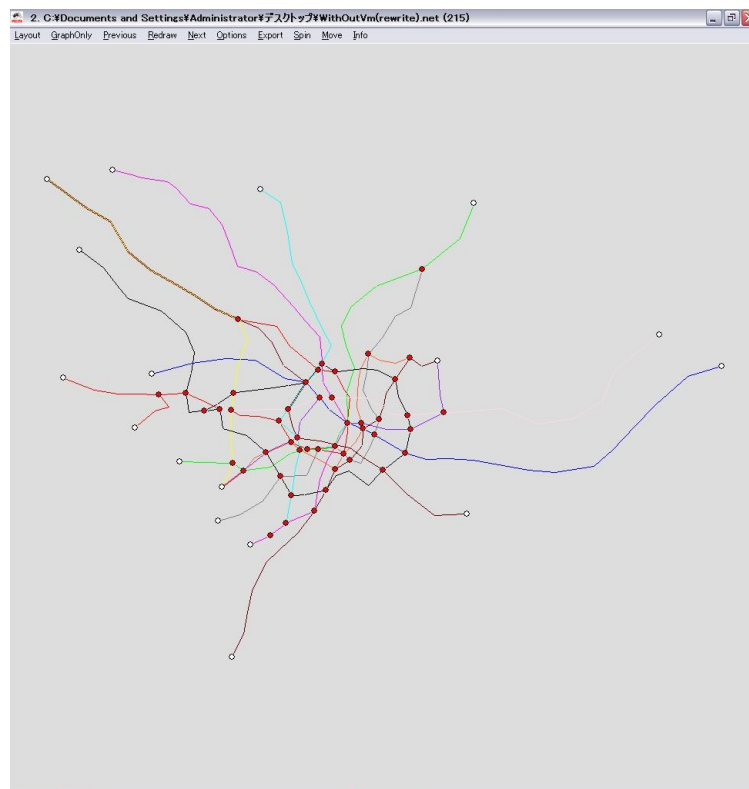 2. C:¥Documents and Settings¥Administrator¥デスクトップ¥WithOutVm(rewrite).net (215)
Layout GraphOnly Previous Redraw Next Options Export Spin Move Info